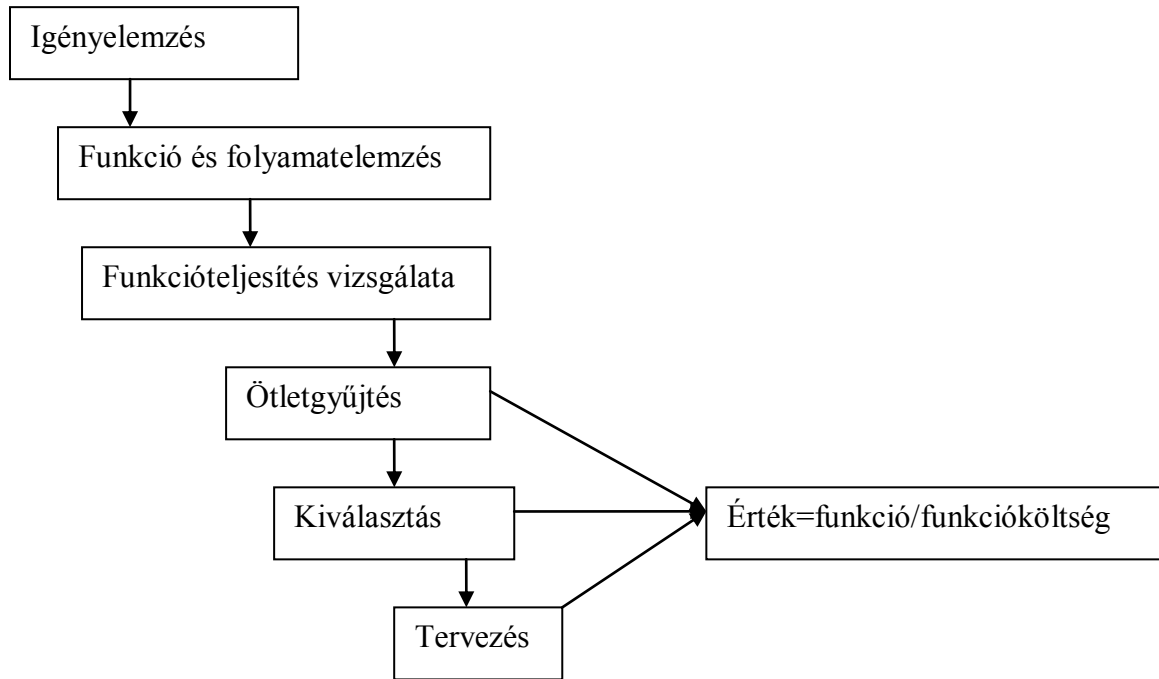 Igényelemzés
Funkció és folyamatelemzés
Funkcióteljesítés vizsgálata
Ötletgyűjtés
Kiválasztás
Érték=funkció/funkcióköltség
Tervezés